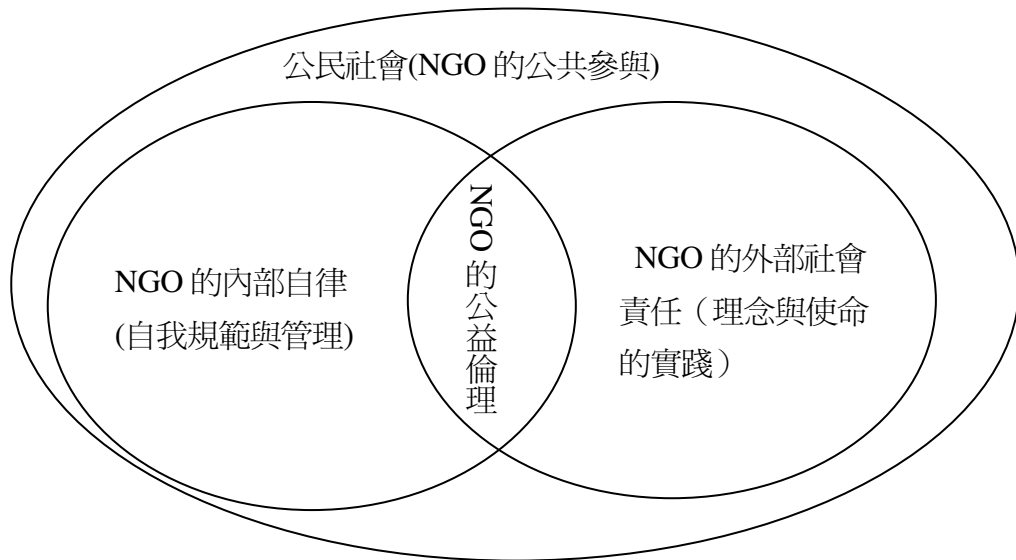 公民社會(NGO 的公共參與)
NGO 的內部自律
(自我規範與管理)
NGO 的公益倫理
NGO 的外部社會
責任（理念與使命
的實踐）